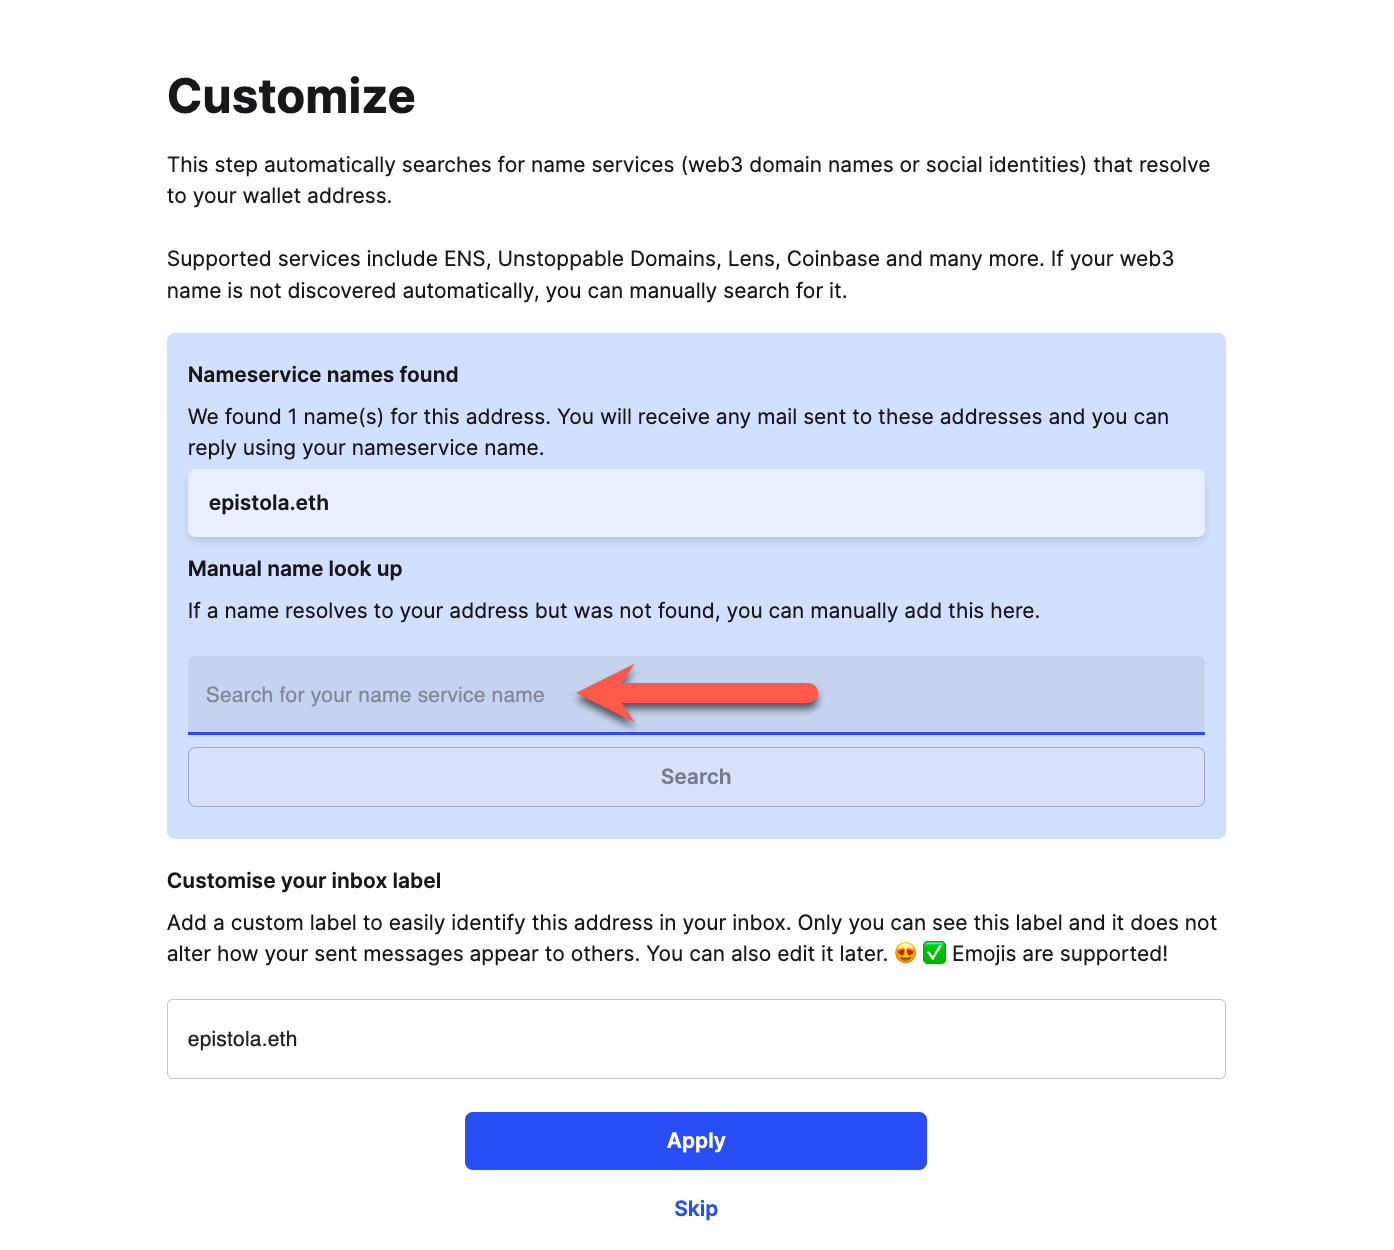 Customize
This step automatically searches for name services (web3 domain names or social identities) that resolve
to your wallet address.
Supported services include ENS, Unstoppable Domains, Lens, Coinbase and many more. If your web3
name is not discovered automatically, you can manually search for it.
Nameservice names found
We found 1 name(s) for this address. You will receive any mail sent to these addresses and you can
reply using your nameservice name.
epistola.eth
Manual name look up
If a name resolves to your address but was not found, you can manually add this here.
Search for your name service name
Search
Customise your inbox label
Add a custom label to easily identify this address in your inbox. Only you can see this label and it does not
alter how your sent messages appear to others. You can also edit it later. 😍 ✅ Emojis are supported!
epistola.eth
Apply
Skip